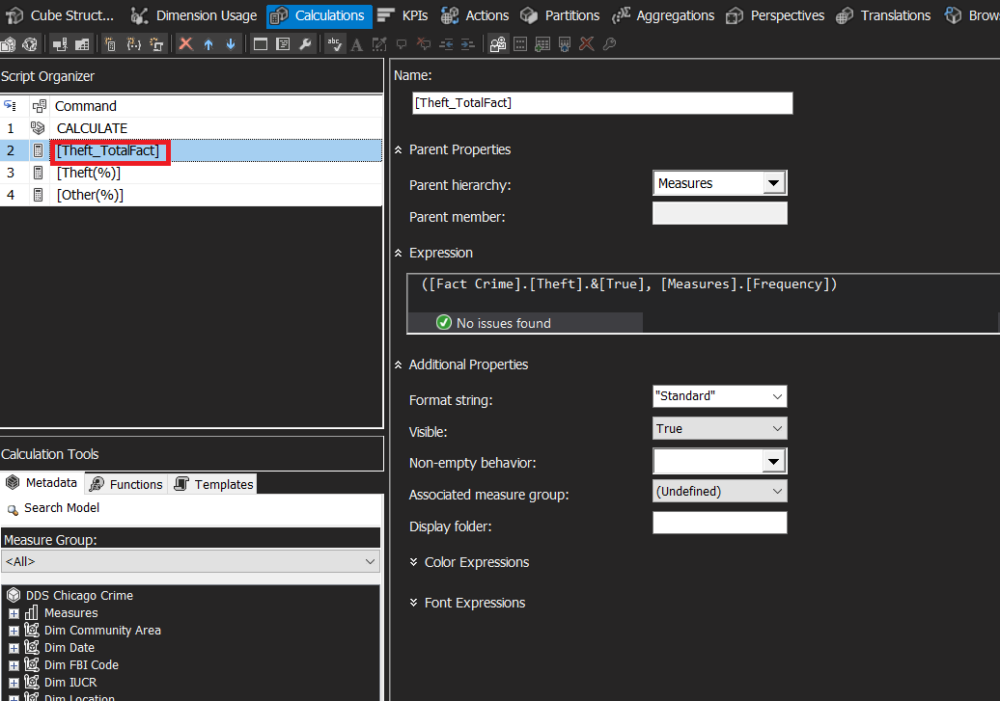 Cube Struct... Dimension Usage Calculations KPIs Actions Partitions Aggregations Perspectives Translations Brow
Script Organizer
Command
1 CALCULATE
2 [Theft_TotalFact]
3 [Theft(%)]
4 [Other(%)]
Calculation Tools
Metadata Functions Templates
Search Model
Measure Group:
<All>
DDS Chicago Crime
Measures
Dim Community Area
Dim Date
Dim FBI Code
Dim IUCR
Dim Location
Name:
[Theft_TotalFact]
Parent Properties
Parent hierarchy: Measures
Parent member:
Expression
([Fact Crime].[Theft].&[True], [Measures].[Frequency])
No issues found
Additional Properties
Format string: "Standard"
Visible: True
Non-empty behavior:
Associated measure group: (Undefined)
Display folder:
Color Expressions
Font Expressions